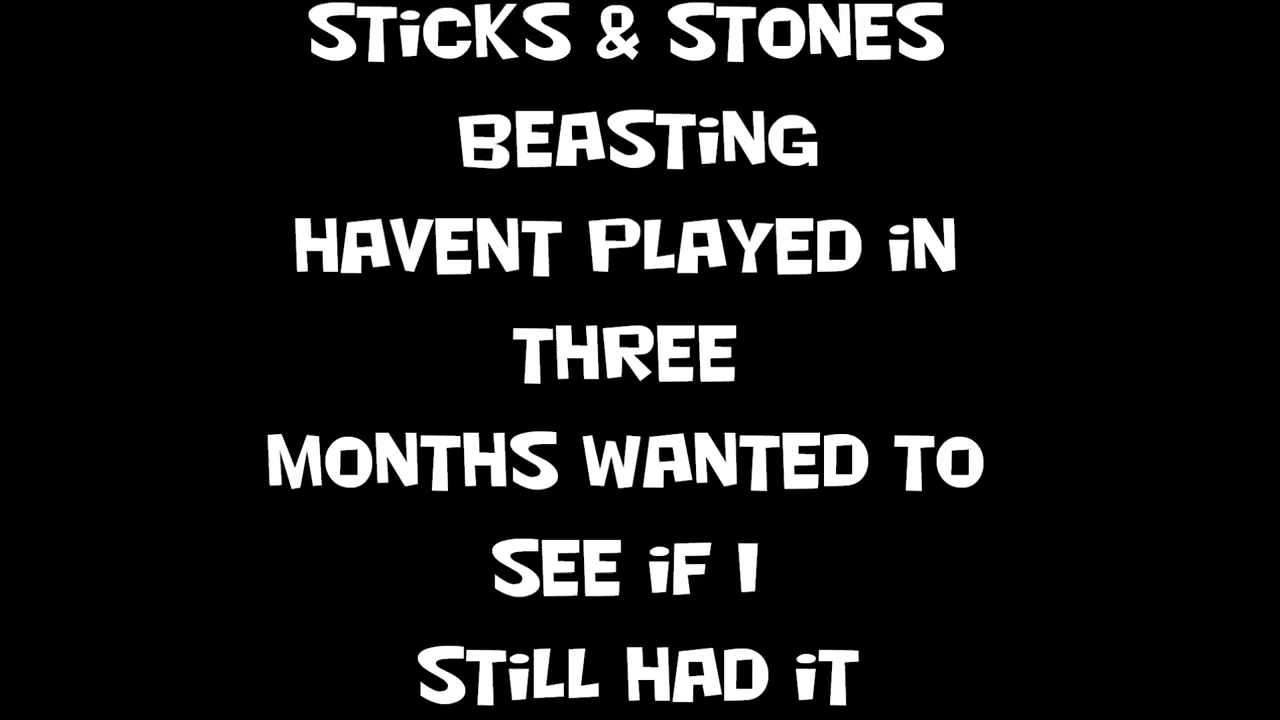 STiCKS & STONES
BEASTiNG
HAVENT PLAYED iN
THREE
MONTHS WANTED TO
SEE iF I
STiLL HAD iT